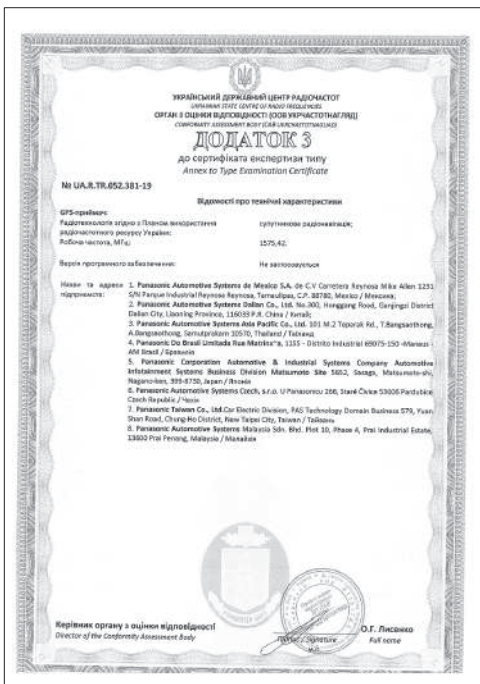 УКРАЇНСЬКИЙ ДЕРЖАВНИЙ ЦЕНТР РАДІОЧАСТОТ
UKRAINIAN STATE CENTRE OF RADIO FREQUENCIES
ОРГАН З ОЦІНКИ ВІДПОВІДНОСТІ (ООВ УКРЧАСТОТНАГЛЯД)
CONFORMITY ASSESSMENT BODY (CAB UKRCHASTOTNAGLIAD)
ДОДАТОК 3
до сертифіката експертизи типу
Annex to Type Examination Certificate
№ UA.R.TR.052.381-19
Відомості про технічні характеристики
GPS-приймач:
Радіотехнологія згідно з Планом використання радіочастотного ресурсу України: супутникова радіонавігація;
Робоча частота, МГц: 1575,42.
Версія програмного забезпечення: Не застосовується
Назви та адреси підприємств: 1. Panasonic Automotive Systems de Mexico S.A. de C.V Carretera Reynosa Mike Allen 1231
S/N Parque Industrial Reynosa Reynosa, Tamaulipas, C.P. 88780, Mexico / Мексика;
2. Panasonic Automotive Systems Dalian Co., Ltd. No.300, Honggang Road, Ganjingzi District
Dalian City, Liaoning Province, 116033 P.R. China / Китай;
3. Panasonic Automotive Systems Asia Pacific Co., Ltd. 101 M.2 Teparak Rd., T.Bangsaothong,
A.Bangsaothong, Samutprakarn 10570, Thailand / Таїланд
4. Panasonic Do Brasil Limitada Rua 1155 - Distrito Industrial 69075-150 -Manaus -
AM Brasil / Бразилія
5. Panasonic Corporation Automotive & Industrial Systems Company Automotive
Infotainment Systems Business Division Matsumoto Site 5652, Sasaga, Matsumoto-shi,
Nagano-ken, 399-8730, Japan / Японія
6. Panasonic Automotive Systems Czech, s.r.o. U Panasonicu 266, Staré Čívice 53006 Pardubice
Czech Republic / Чехія
7. Panasonic Taiwan Co., Ltd.Car Electric Division, PAS Technology Domain Business 579, Yuan
Shan Road, Chung-Ho District, New Taipei City, Taiwan / Тайвань
8. Panasonic Automotive Systems Malaysia Sdn. Bhd. Plot 10, Phase 4, Prai Industrial Estate,
13600 Prai Penang, Malaysia / Малайзія
Керівник органу з оцінки відповідності
Director of the Conformity Assessment Body
Підпис / Signature
М.П.
О.Г. Лисенко
Full name